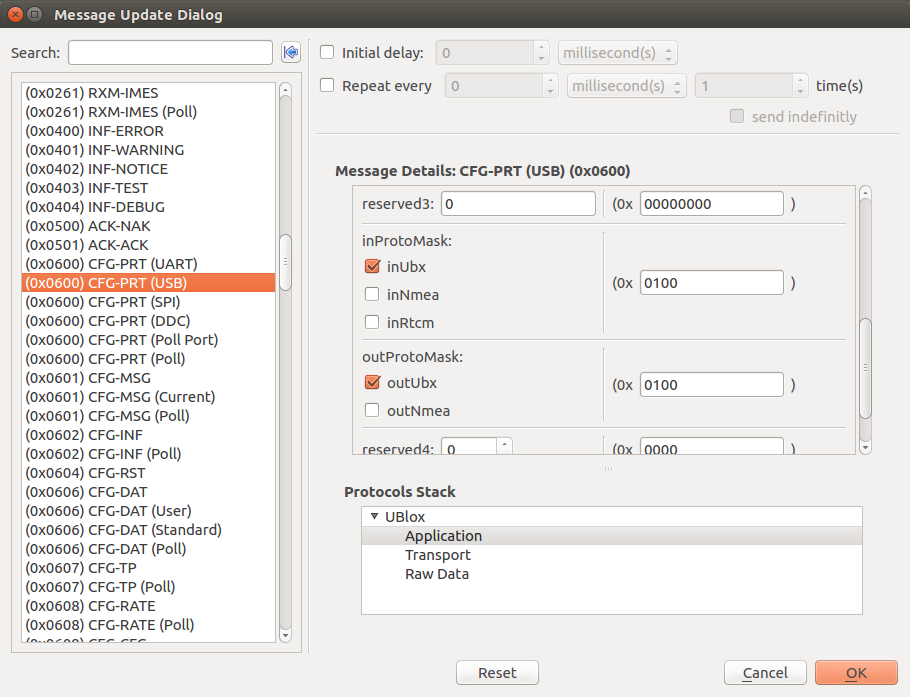 Message Update Dialog
Search:
(0x0261) RXM-IMES
(0x0261) RXM-IMES (Poll)
(0x0400) INF-ERROR
(0x0401) INF-WARNING
(0x0402) INF-NOTICE
(0x0403) INF-TEST
(0x0404) INF-DEBUG
(0x0500) ACK-NAK
(0x0501) ACK-ACK
(0x0600) CFG-PRT (UART)
(0x0600) CFG-PRT (USB)
(0x0600) CFG-PRT (SPI)
(0x0600) CFG-PRT (DDC)
(0x0600) CFG-PRT (Poll Port)
(0x0600) CFG-PRT (Poll)
(0x0601) CFG-MSG
(0x0601) CFG-MSG (Current)
(0x0601) CFG-MSG (Poll)
(0x0602) CFG-INF
(0x0602) CFG-INF (Poll)
(0x0604) CFG-RST
(0x0606) CFG-DAT
(0x0606) CFG-DAT (User)
(0x0606) CFG-DAT (Standard)
(0x0606) CFG-DAT (Poll)
(0x0607) CFG-TP
(0x0607) CFG-TP (Poll)
(0x0608) CFG-RATE
(0x0608) CFG-RATE (Poll)
Initial delay: 0 millisecond(s)
Repeat every 0 millisecond(s) 1 time(s)
send indefinitly
Message Details: CFG-PRT (USB) (0x0600)
reserved3: 0 (0x 00000000 )
inProtoMask:
inUbx
inNmea (0x 0100 )
inRtcm
outProtoMask:
outUbx (0x 0100 )
outNmea
reserved4: 0 (0x 0000 )
Protocols Stack
UBlox
Application
Transport
Raw Data
Reset
Cancel
OK